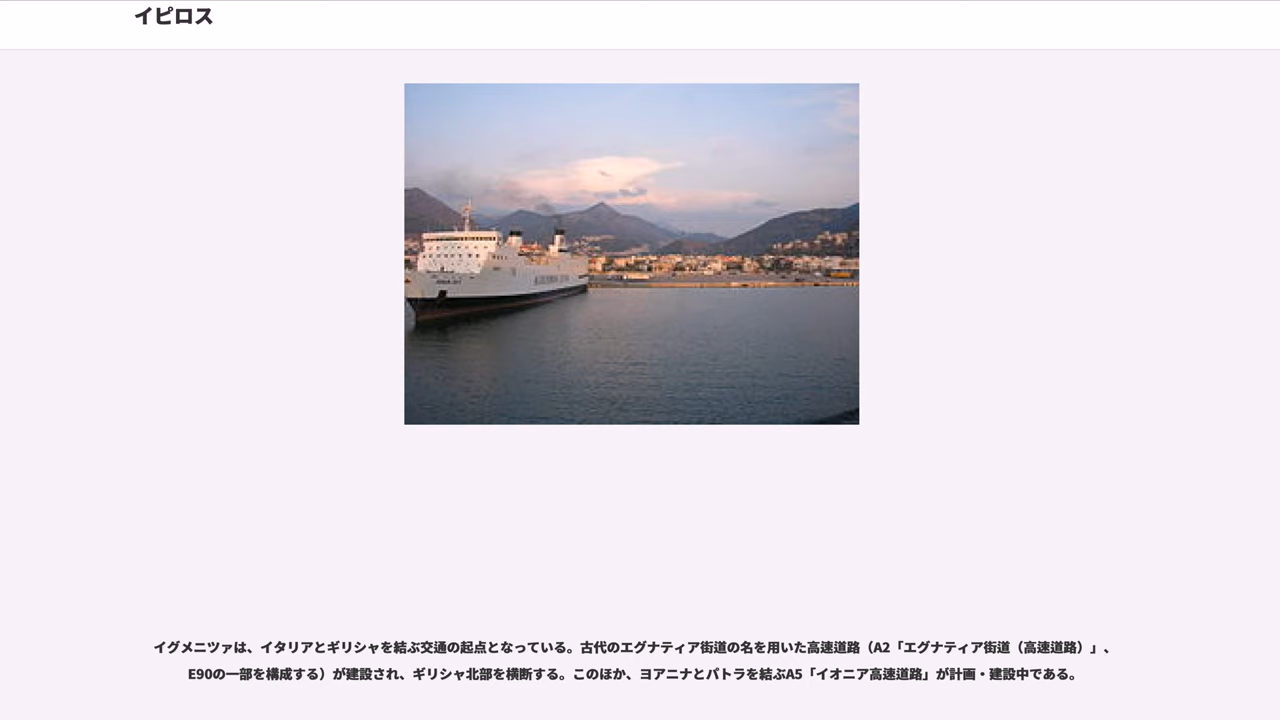 イピロス
イグメニツァは、イタリアとギリシャを結ぶ交通の起点となっている。古代のエグナティア街道の名を用いた高速道路（A2「エグナティア街道（高速道路）」、
E90の一部を構成する）が建設され、ギリシャ北部を横断する。このほか、ヨアニナとパトラを結ぶA5「イオニア高速道路」が計画・建設中である。